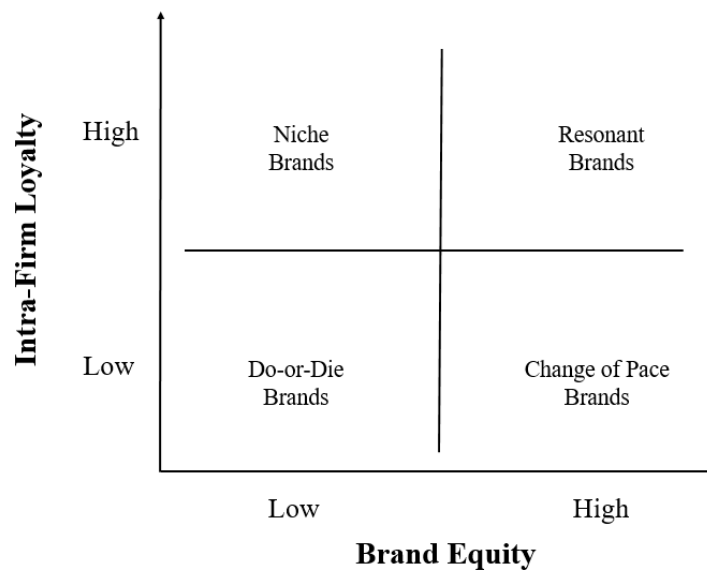 Intra-Firm Loyalty
High
Niche
Brands
Resonant
Brands
Low
Do-or-Die
Brands
Change of Pace
Brands
Low
High
Brand Equity